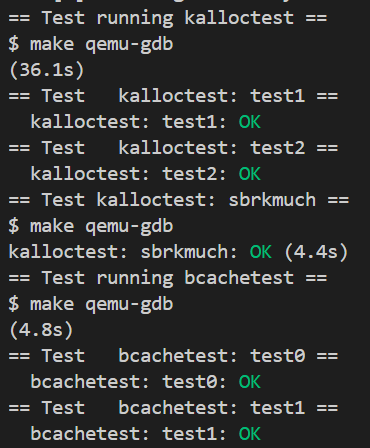 == Test running kalloctest ==
$ make qemu-gdb
(36.1s)
== Test   kalloctest: test1 ==
  kalloctest: test1: OK
== Test   kalloctest: test2 ==
  kalloctest: test2: OK
== Test kalloctest: sbrkmuch ==
$ make qemu-gdb
kalloctest: sbrkmuch: OK (4.4s)
== Test running bcachetest ==
$ make qemu-gdb
(4.8s)
== Test   bcachetest: test0 ==
  bcachetest: test0: OK
== Test   bcachetest: test1 ==
  bcachetest: test1: OK